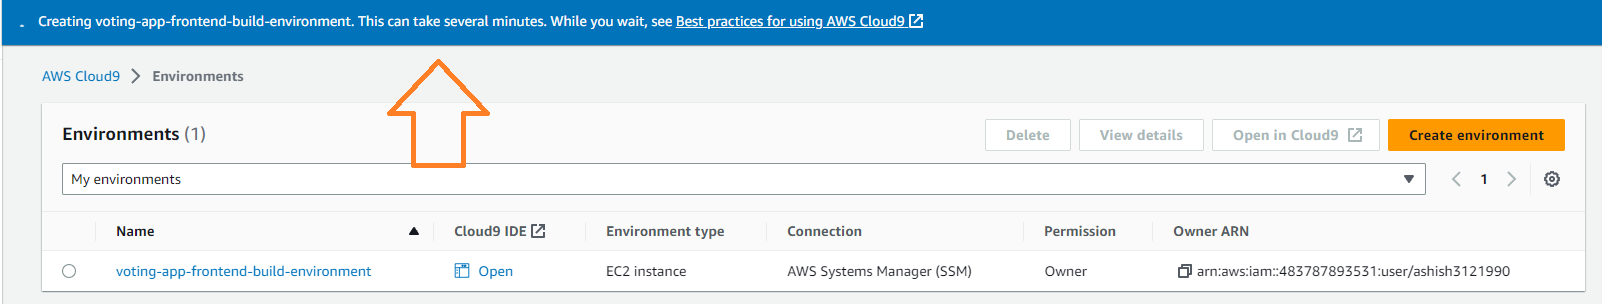 Creating voting-app-frontend-build-environment. This can take several minutes. While you wait, see Best practices for using AWS Cloud9
AWS Cloud9 > Environments
Environments (1)
Delete
View details
Open in Cloud9
Create environment
My environments
1
Name Cloud9 IDE Environment type Connection Permission Owner ARN
voting-app-frontend-build-environment Open EC2 instance AWS Systems Manager (SSM) Owner arn:aws:iam::483787893531:user/ashish3121990